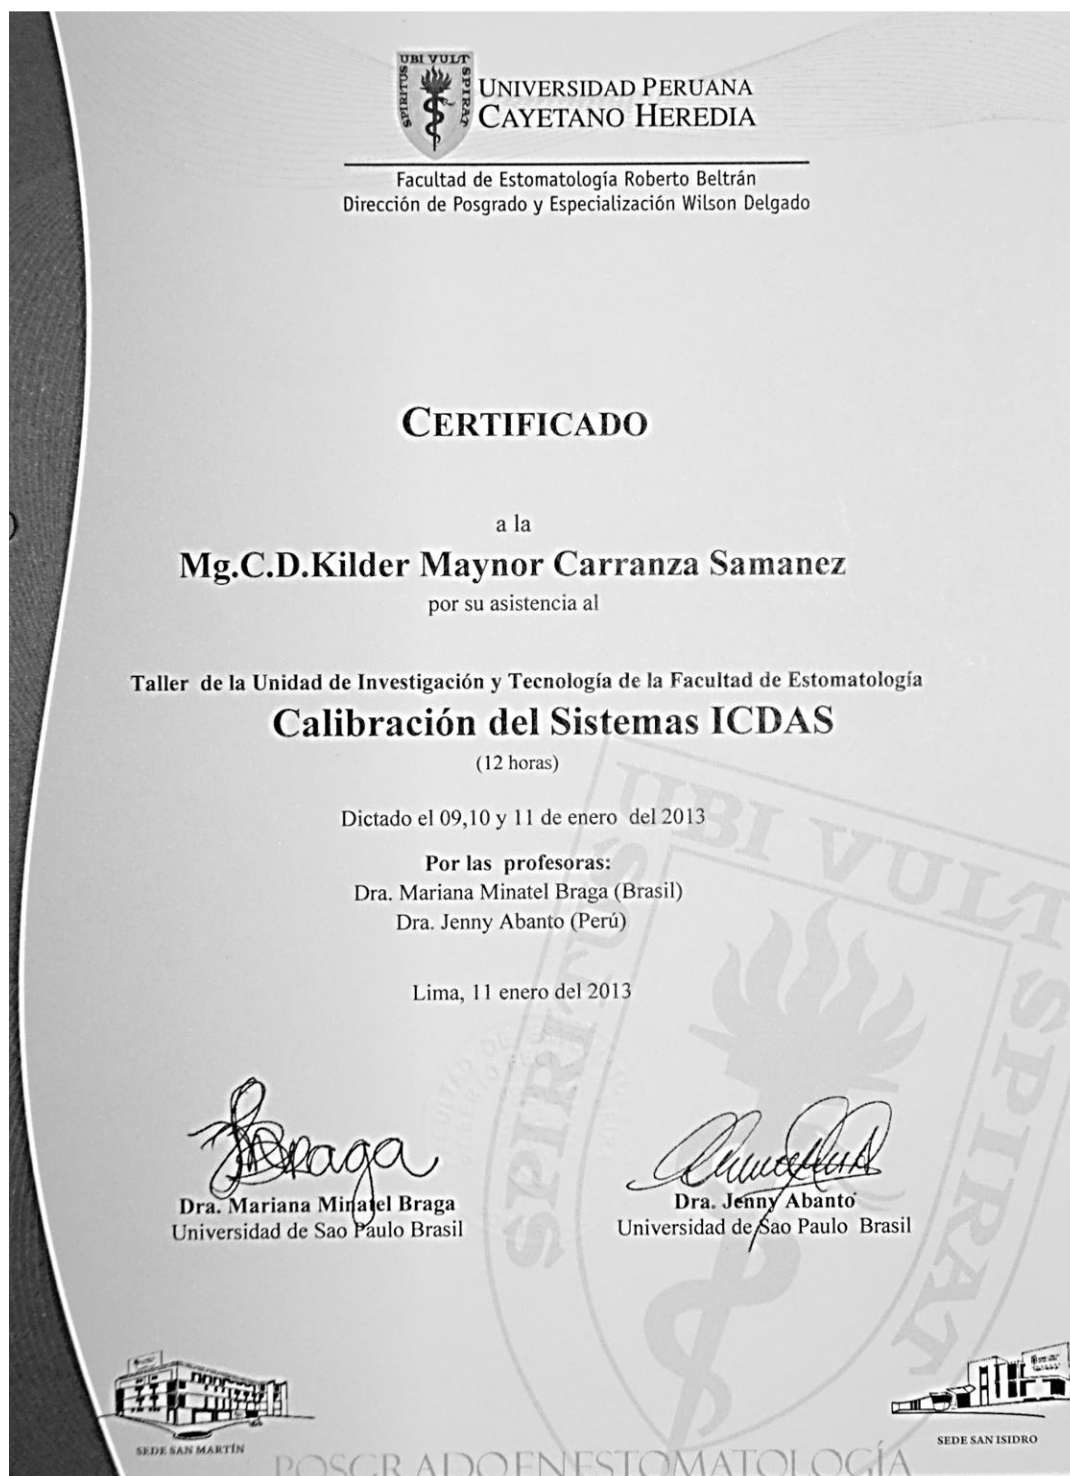 UBI VULT
SPIRITUS
SPIRAT
UNIVERSIDAD PERUANA
CAYETANO HEREDIA
Facultad de Estomatología Roberto Beltrán
Dirección de Posgrado y Especialización Wilson Delgado
CERTIFICADO
a la
Mg.C.D.Kilder Maynor Carranza Samanez
por su asistencia al
Taller de la Unidad de Investigación y Tecnología de la Facultad de Estomatología
Calibración del Sistemas ICDAS
(12 horas)
Dictado el 09,10 y 11 de enero del 2013
Por las profesoras:
Dra. Mariana Minatel Braga (Brasil)
Dra. Jenny Abanto (Perú)
Lima, 11 enero del 2013
UBI VULT
SPIRITUS
SPIRAT
Braga
Dra. Mariana Minatel Braga
Universidad de Sao Paulo Brasil
Dra. Jenny Abanto
Universidad de Sao Paulo Brasil
SEDE SAN MARTÍN
SEDE SAN ISIDRO
POSGRADOENESTOMATOLOGÍA